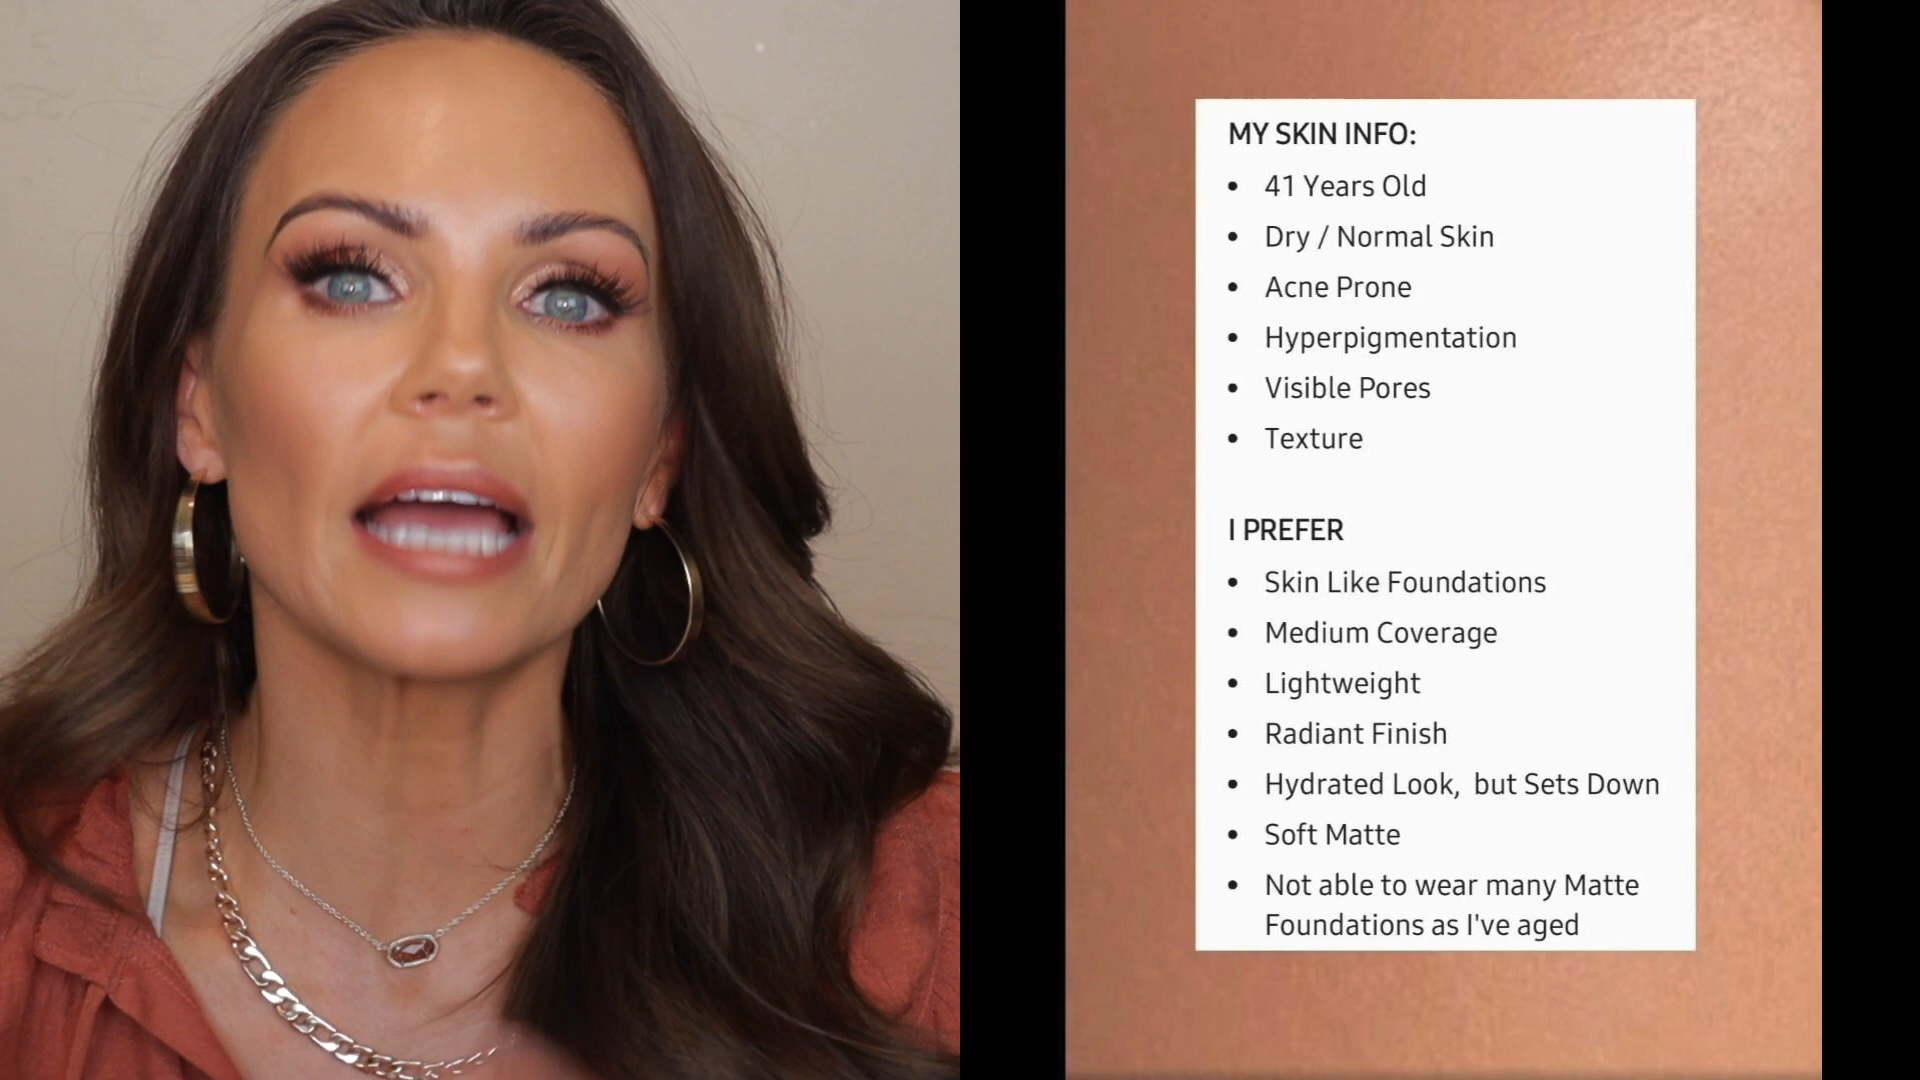 MY SKIN INFO:
• 41 Years Old
• Dry / Normal Skin
• Acne Prone
• Hyperpigmentation
• Visible Pores
• Texture
I PREFER
• Skin Like Foundations
• Medium Coverage
• Lightweight
• Radiant Finish
• Hydrated Look, but Sets Down
• Soft Matte
• Not able to wear many Matte
Foundations as I've aged